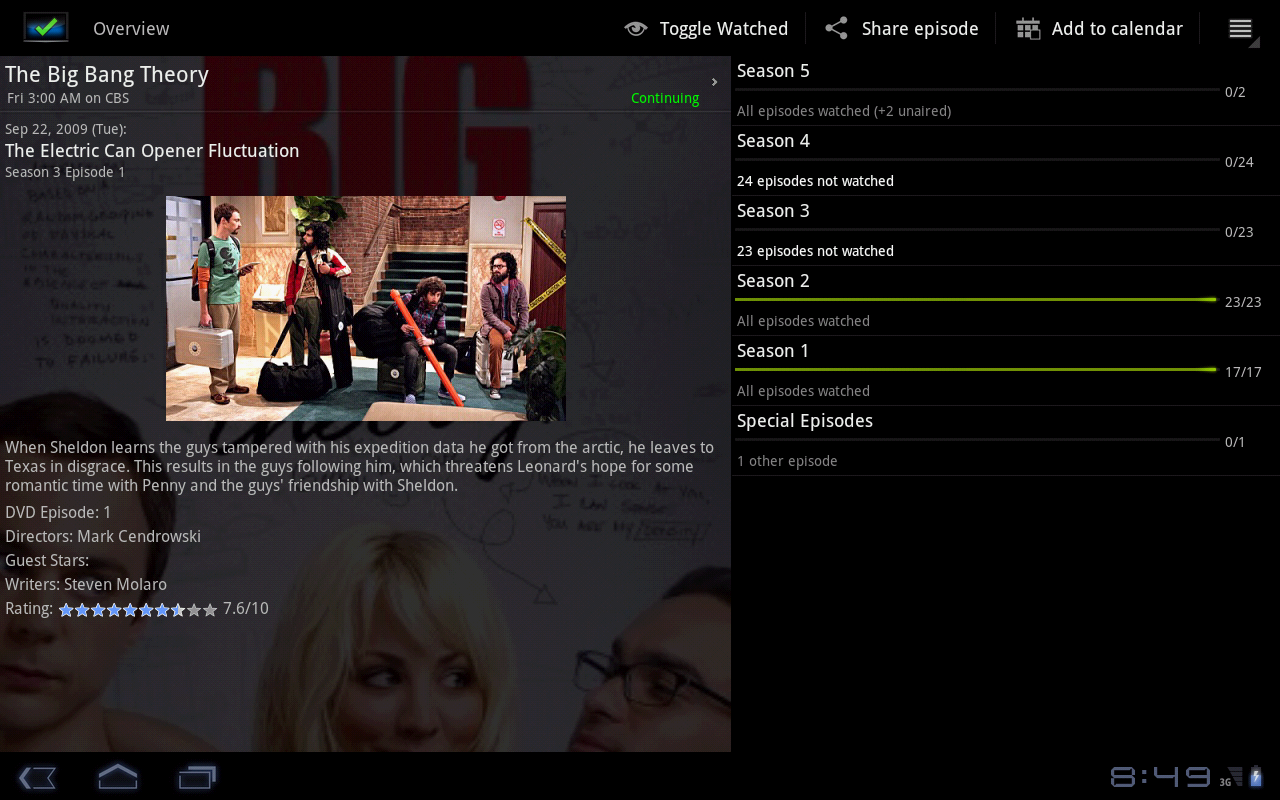 Overview
Toggle Watched
Share episode
Add to calendar
The Big Bang Theory
Fri 3:00 AM on CBS
Continuing
Sep 22, 2009 (Tue):
The Electric Can Opener Fluctuation
Season 3 Episode 1
When Sheldon learns the guys tampered with his expedition data he got from the arctic, he leaves to
Texas in disgrace. This results in the guys following him, which threatens Leonard's hope for some
romantic time with Penny and the guys' friendship with Sheldon.
DVD Episode: 1
Directors: Mark Cendrowski
Guest Stars:
Writers: Steven Molaro
Rating: 7.6/10
BIG
Season 5
0/2
All episodes watched (+2 unaired)
Season 4
0/24
24 episodes not watched
Season 3
0/23
23 episodes not watched
Season 2
23/23
All episodes watched
Season 1
17/17
All episodes watched
Special Episodes
0/1
1 other episode
8:49
3G